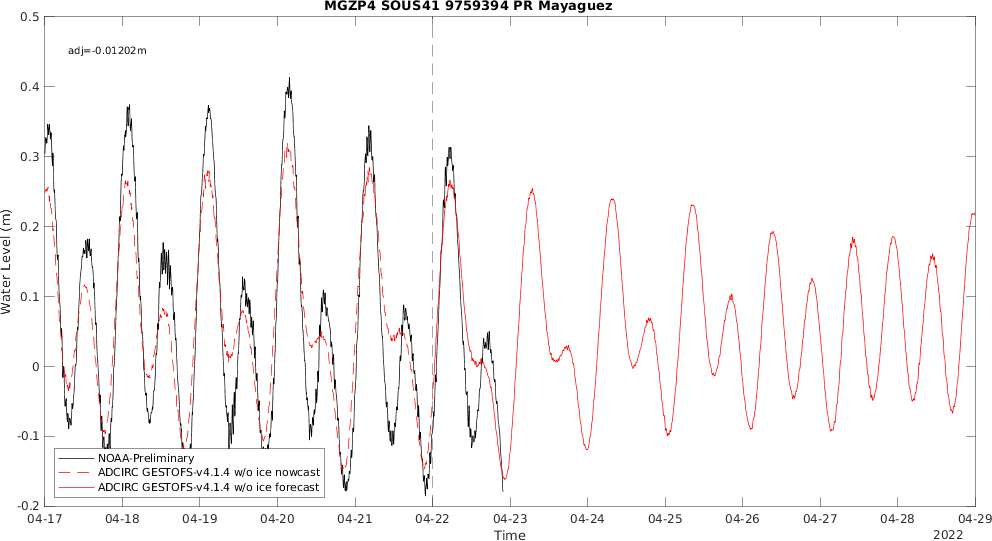 MGZP4 SOUS41 9759394 PR Mayaguez
0.5
adj=-0.01202m
0.4
0.3
0.2
Water Level (m)
0.1
0
-0.1
NOAA-Preliminary
ADCIRC GESTOFS-v4.1.4 w/o ice nowcast
ADCIRC GESTOFS-v4.1.4 w/o ice forecast
-0.2
04-17 04-18 04-19 04-20 04-21 04-22 04-23 04-24 04-25 04-26 04-27 04-28 04-29
Time
2022